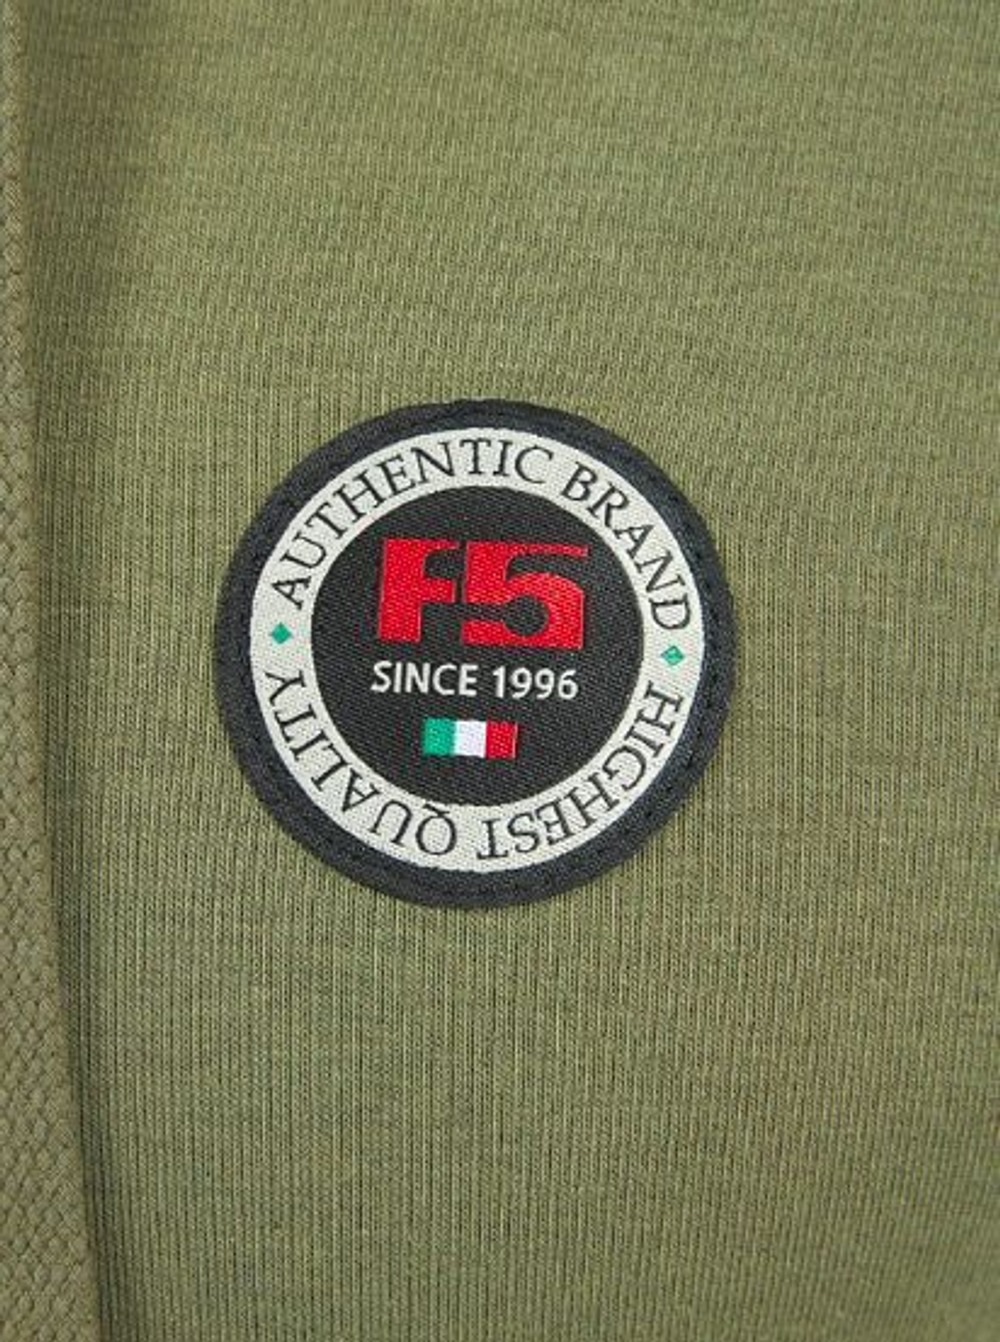 AUTHENTIC BRAND
F5
SINCE 1996
HIGHEST QUALITY